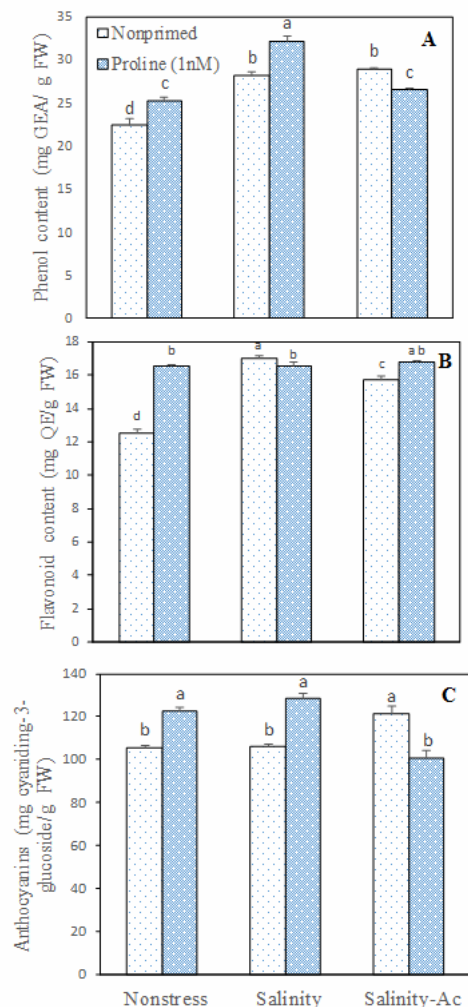 Phenol content (mg GEA/ g FW)
35
30
25
20
15
10
5
0
Nonprimed
Proline (1nM)
A
d
c
b
a
b
c
Flavonoid content (mg QE/g FW)
18
16
14
12
10
8
6
4
2
0
B
d
b
a
b
c
ab
Anthocyanins (mg cyaniding-3-
glucoside/g FW)
140
120
100
80
60
40
20
0
C
b
a
b
a
a
b
Nonstress Salinity Salinity-Ac